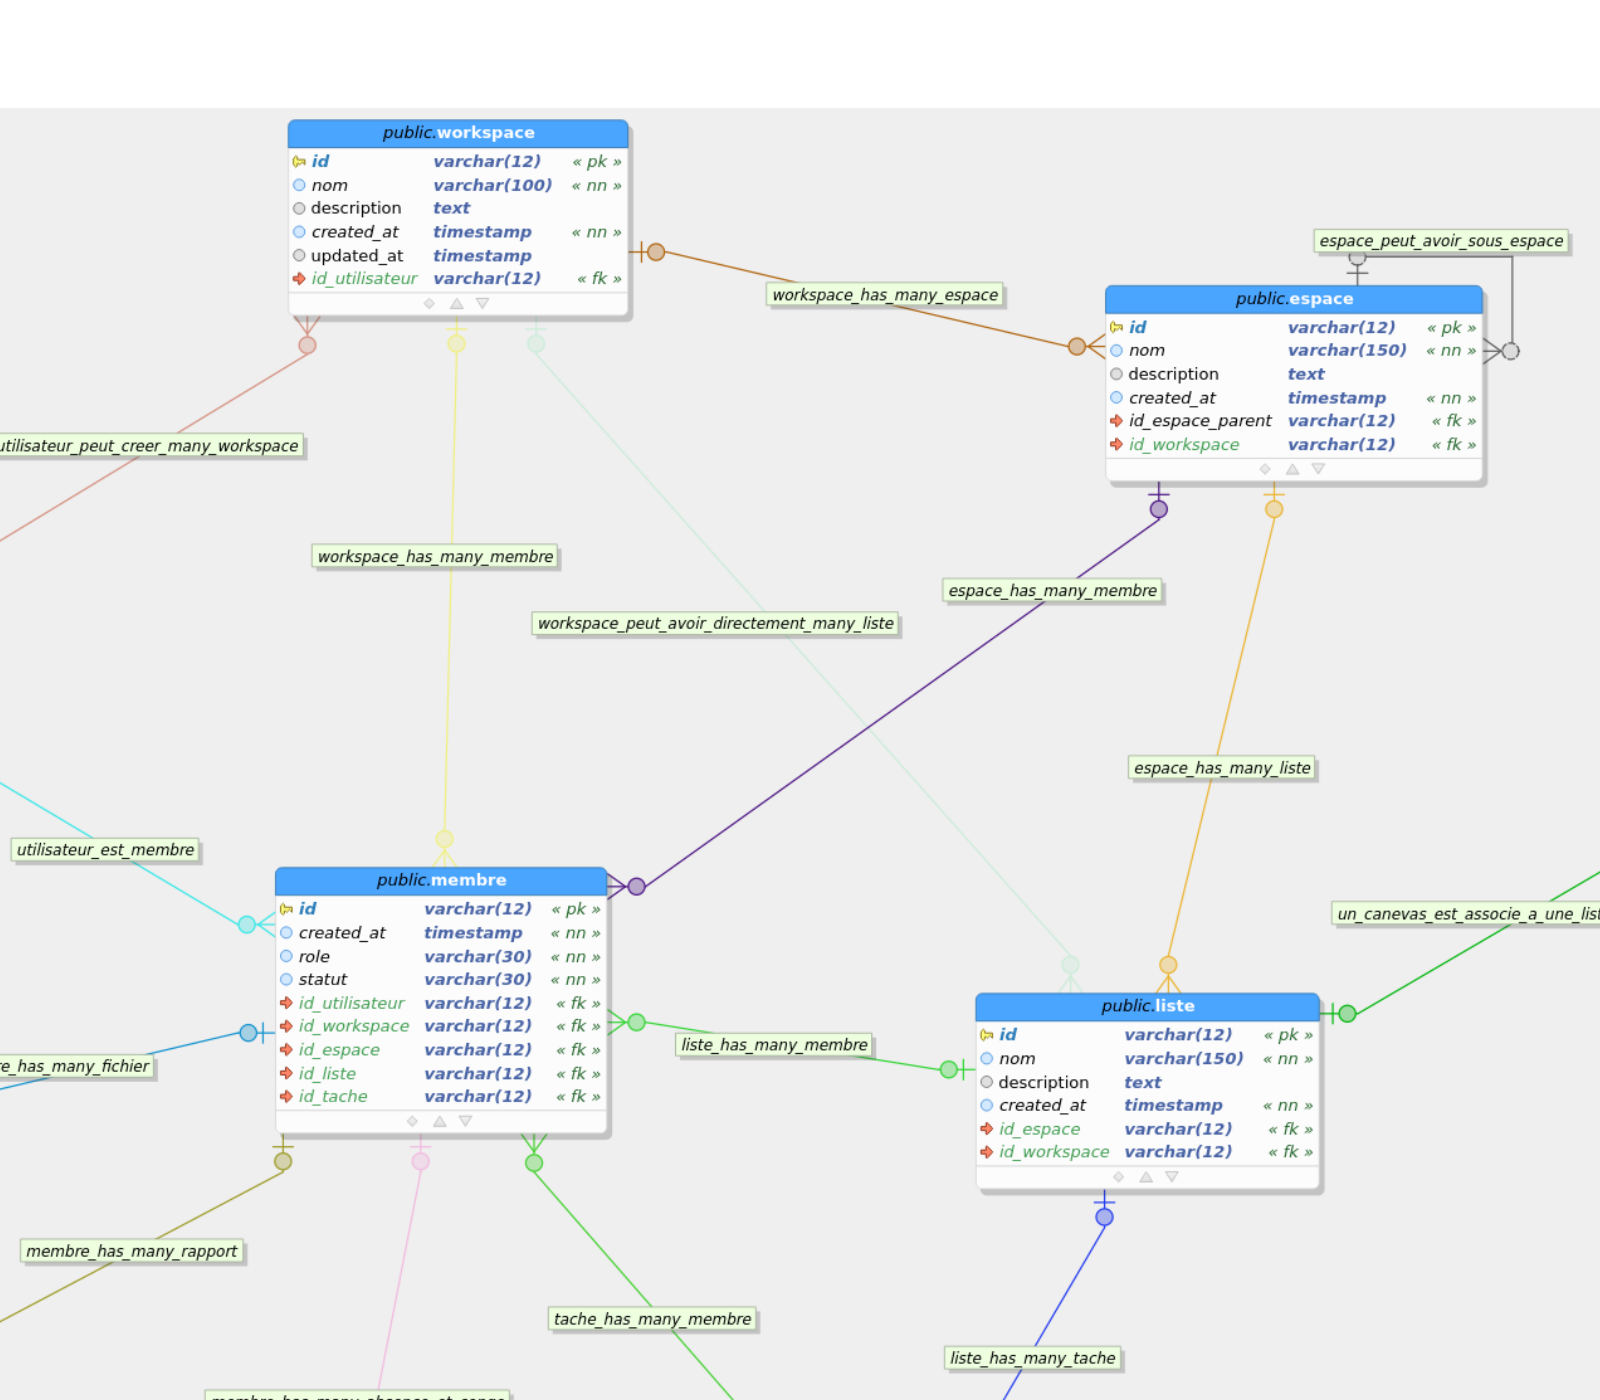 public.workspace
id varchar(12) « pk »
nom varchar(100) « nn »
description text
created_at timestamp « nn »
updated_at timestamp
id_utilisateur varchar(12) « fk »
espace_peut_avoir_sous_espace
workspace_has_many_espace
public.espace
id varchar(12) « pk »
nom varchar(150) « nn »
description text
created_at timestamp « nn »
id_espace_parent varchar(12) « fk »
id_workspace varchar(12) « fk »
utilisateur_peut_creer_many_workspace
workspace_has_many_membre
espace_has_many_membre
workspace_peut_avoir_directement_many_liste
espace_has_many_liste
utilisateur_est_membre
public.membre
id varchar(12) « pk »
created_at timestamp « nn »
role varchar(30) « nn »
statut varchar(30) « nn »
id_utilisateur varchar(12) « fk »
id_workspace varchar(12) « fk »
id_espace varchar(12) « fk »
id_liste varchar(12) « fk »
id_tache varchar(12) « fk »
un_canevas_est_associe_a_une_list
public.liste
id varchar(12) « pk »
nom varchar(150) « nn »
description text
created_at timestamp « nn »
id_espace varchar(12) « fk »
id_workspace varchar(12) « fk »
liste_has_many_membre
re_has_many_fichier
membre_has_many_rapport
tache_has_many_membre
liste_has_many_tache